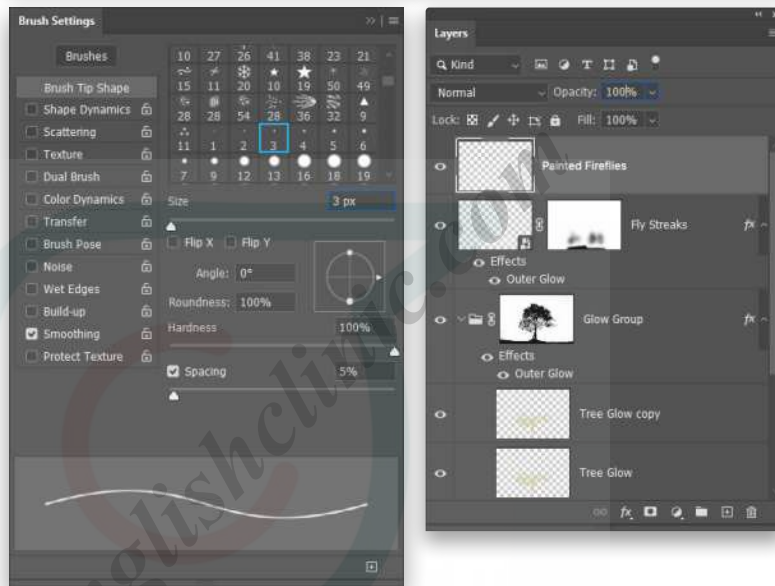 Brush Settings
Brushes
Brush Tip Shape
Shape Dynamics
Scattering
Texture
Dual Brush
Color Dynamics
Transfer
Brush Pose
Noise
Wet Edges
Build-up
Smoothing
Protect Texture
10 27 26 41 38 23 21
15 11 20 10 19 50 49
28 28 54 28 36 32 9
11 1 2 3 4 5 6
7 9 12 13 16 18 19
Size 3 px
Flip X Flip Y
Angle: 0°
Roundness: 100%
Hardness 100%
Spacing 5%
Layers
Kind
Normal Opacity: 100%
Lock: Fill: 100%
Painted Fireflies
Fly Streaks fx
Effects
Outer Glow
Glow Group fx
Effects
Outer Glow
Tree Glow copy
Tree Glow
fx
glishclinic.com